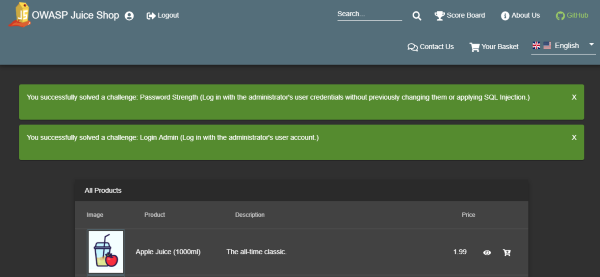 OWASP Juice Shop
Logout
Search...
Score Board
About Us
GitHub
Contact Us
Your Basket
English
You successfully solved a challenge: Password Strength (Log in with the administrator's user credentials without previously changing them or applying SQL Injection.)
X
You successfully solved a challenge: Login Admin (Log in with the administrator's user account.)
X
All Products
Image Product Description Price
Apple Juice (1000ml) The all-time classic. 1.99